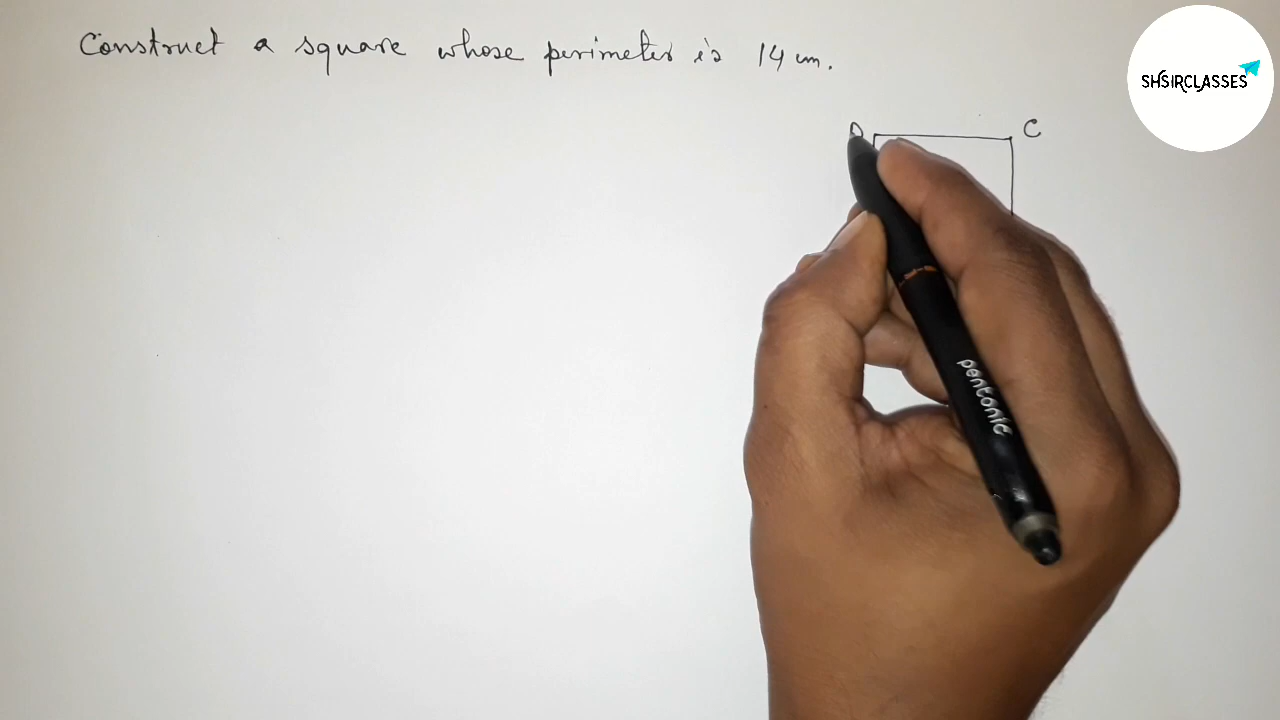 Construct a square whose perimeter is 14 cm.
SHSIRCLASSES
D C
pentonic